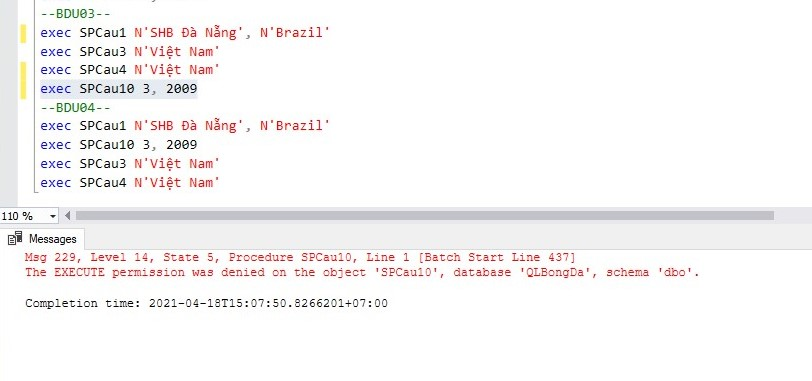 --BDU03--
exec SPCau1 N'SHB Đà Nẵng', N'Brazil'
exec SPCau3 N'Việt Nam'
exec SPCau4 N'Việt Nam'
exec SPCau10 3, 2009
--BDU04--
exec SPCau1 N'SHB Đà Nẵng', N'Brazil'
exec SPCau10 3, 2009
exec SPCau3 N'Việt Nam'
exec SPCau4 N'Việt Nam'
110 %
Messages
Msg 229, Level 14, State 5, Procedure SPCau10, Line 1 [Batch Start Line 437]
The EXECUTE permission was denied on the object 'SPCau10', database 'QLBongDa', schema 'dbo'.
Completion time: 2021-04-18T15:07:50.8266201+07:00